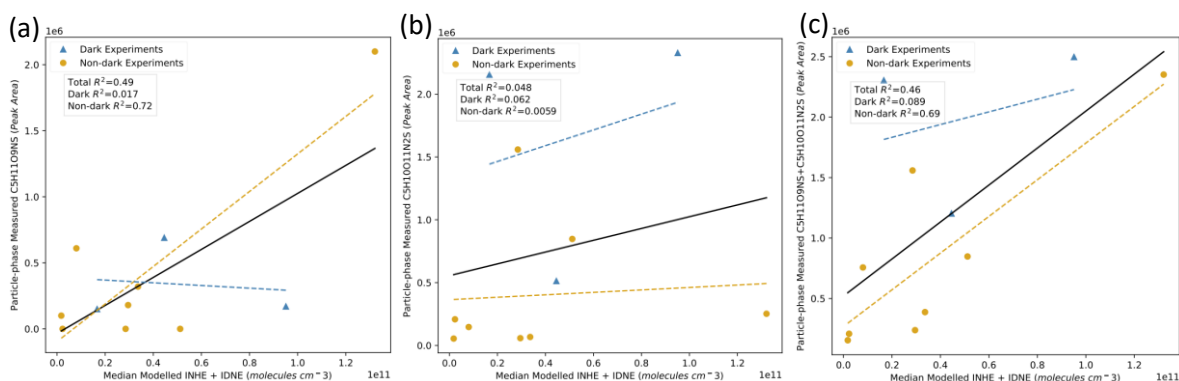 (a)
1e6
Dark Experiments
Non-dark Experiments
Total R²=0.49
Dark R²=0.017
Non-dark R²=0.72
Particle-phase Measured C5H11O9NS (Peak Area)
2.0
1.5
1.0
0.5
0.0
0.0 0.2 0.4 0.6 0.8 1.0 1.2
1e11
Median Modelled INHE + IDNE (molecules cm^3)
(b)
1e6
Dark Experiments
Non-dark Experiments
Total R²=0.048
Dark R²=0.062
Non-dark R²=0.0059
Particle-phase Measured C5H10O11N2S (Peak Area)
2.0
1.5
1.0
0.5
0.0
0.0 0.2 0.4 0.6 0.8 1.0 1.2
1e11
Median Modelled INHE + IDNE (molecules cm^3)
(c)
1e6
Dark Experiments
Non-dark Experiments
Total R²=0.46
Dark R²=0.089
Non-dark R²=0.69
Particle-phase Measured C5H11O9NS+C5H10O11N2S (Peak Area)
2.5
2.0
1.5
1.0
0.5
0.0 0.2 0.4 0.6 0.8 1.0 1.2
1e11
Median Modelled INHE + IDNE (molecules cm^3)